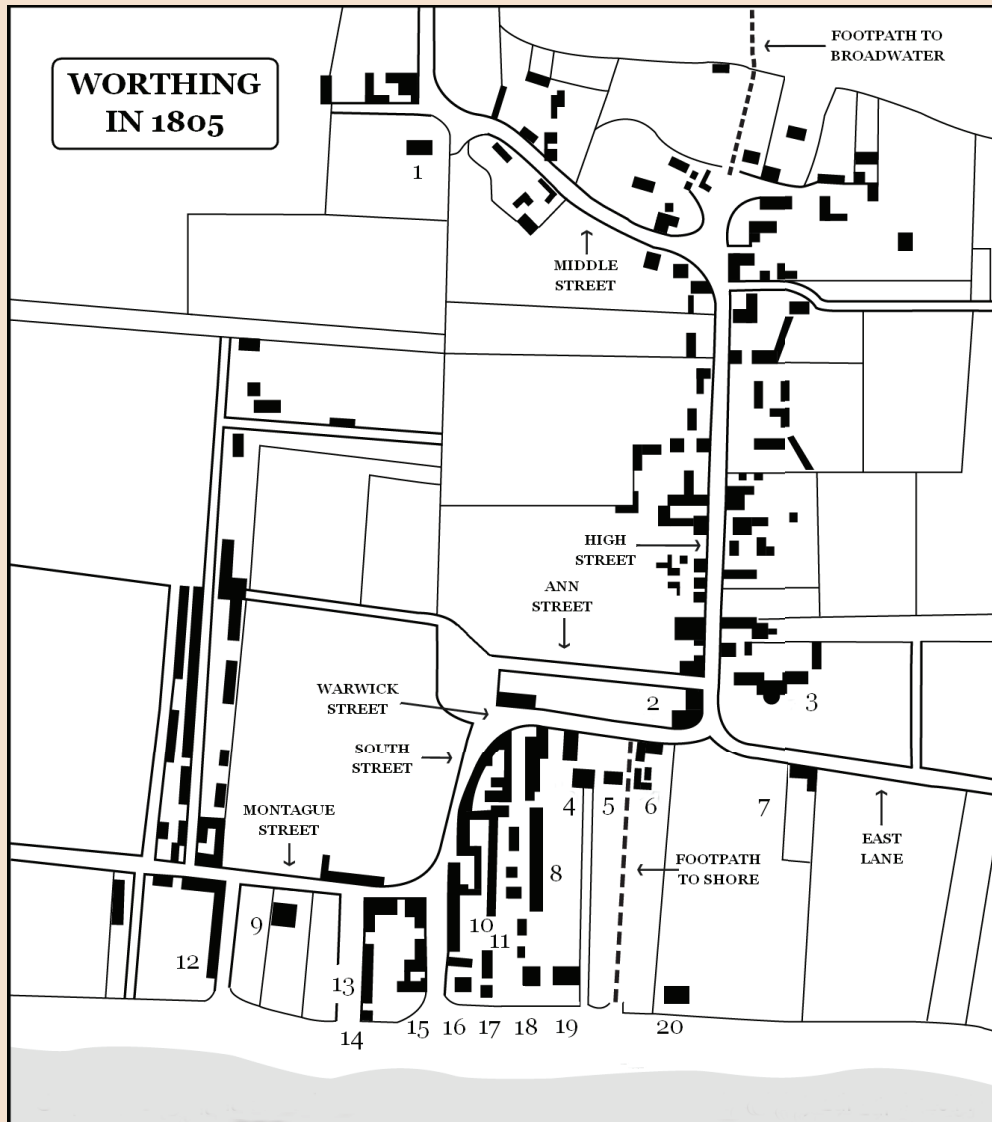 WORTHING
IN 1805
FOOTPATH TO
BROADWATER
1
MIDDLE
STREET
HIGH
STREET
ANN
STREET
WARWICK
STREET
2
3
SOUTH
STREET
4
5
6
7
MONTAGUE
STREET
EAST
LANE
FOOTPATH
TO SHORE
8
9
10
11
12
13
14
15
16
17
18
19
20